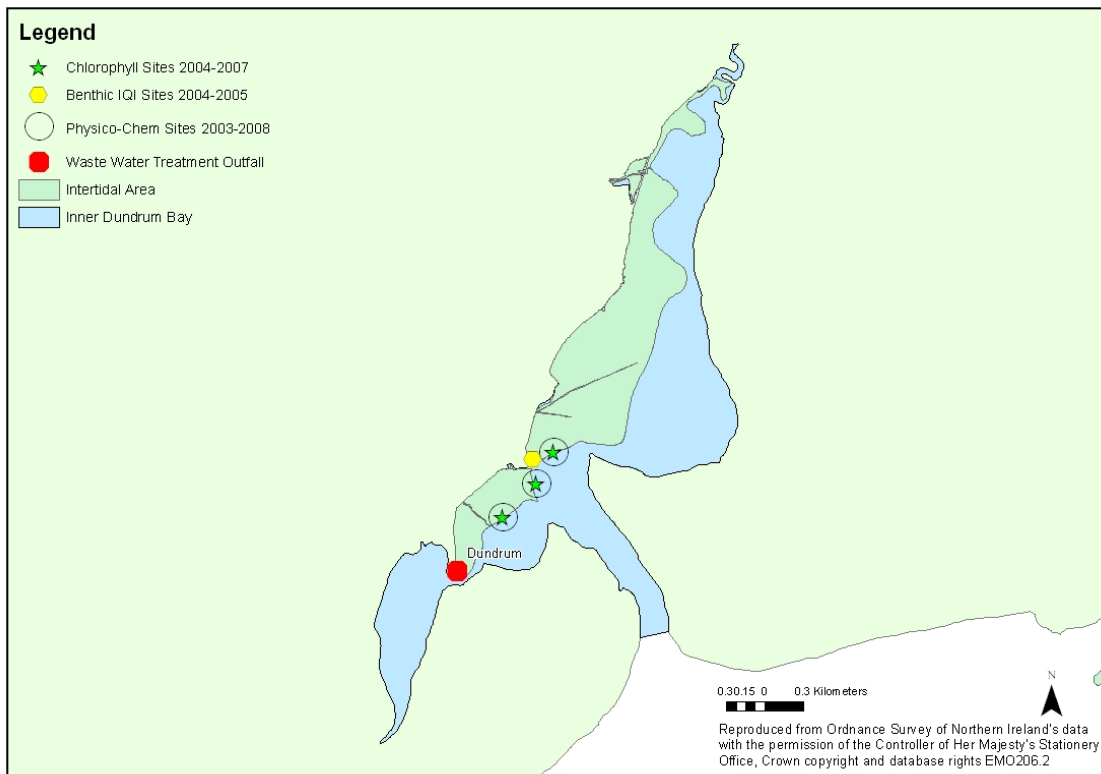 Legend
Chlorophyll Sites 2004-2007
Benthic IQI Sites 2004-2005
Physico-Chem Sites 2003-2008
Waste Water Treatment Outfall
Intertidal Area
Inner Dundrum Bay
Dundrum
0.30.15 0 0.3 Kilometers
N
Reproduced from Ordnance Survey of Northern Ireland's data
with the permission of the Controller of Her Majesty's Stationery
Office, Crown copyright and database rights EMO206.2